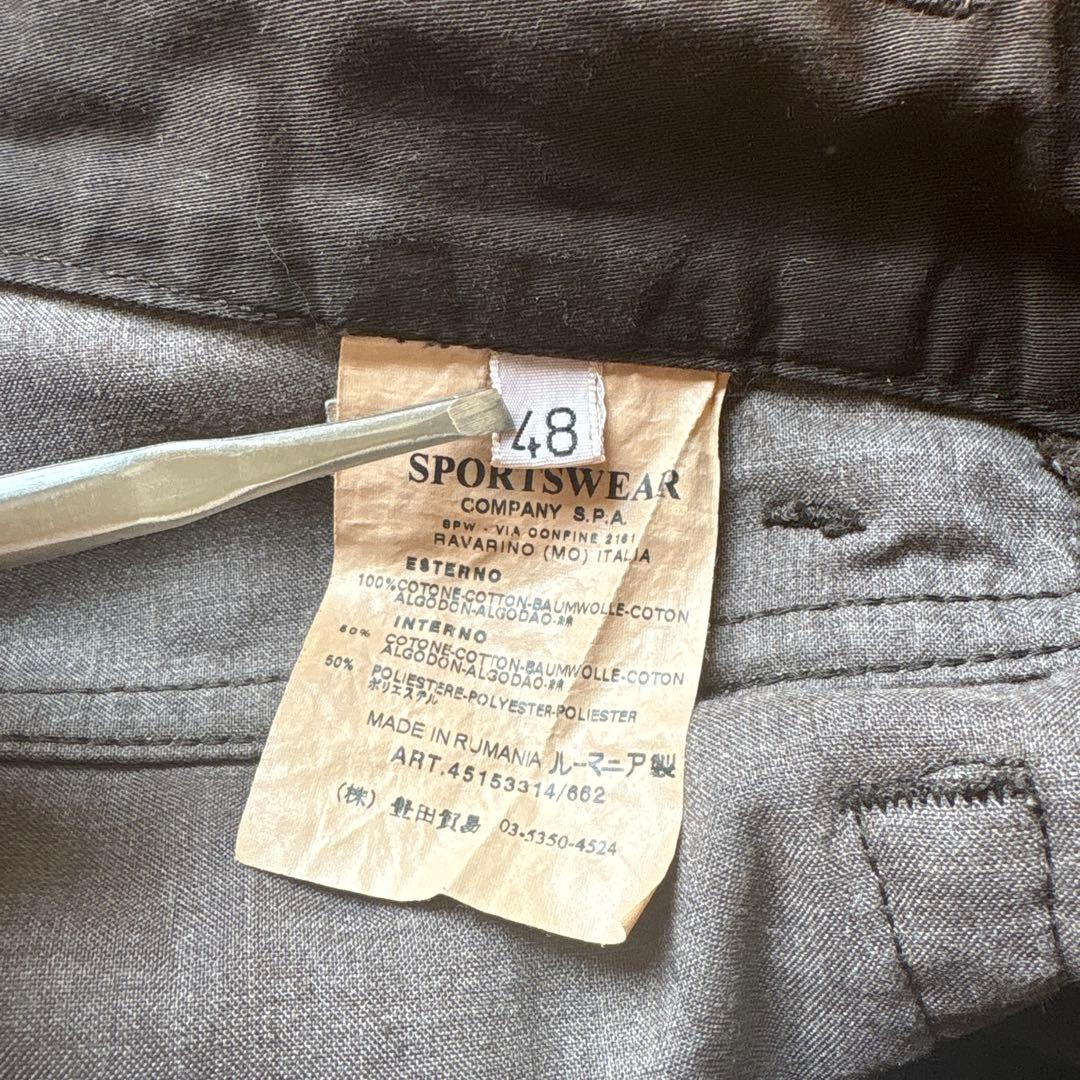 48
SPORTSWEAR
COMPANY S.P.A.
SPW - VIA CONFINE 2161
RAVARINO (MO) ITALIA
ESTERNO
100% COTONE-COTTON-BAUMWOLLE-COTON
ALGODON-ALGODAO-綿
INTERNO
50% COTONE-COTTON-BAUMWOLLE-COTON
ALGODON-ALGODAO-綿
50% POLIESTERE-POLYESTER-POLIESTER
ポリエステル
MADE IN RUMANIA ルーマニア製
ART.45153314/662
(株) 豊田貿易 03-5350-4524